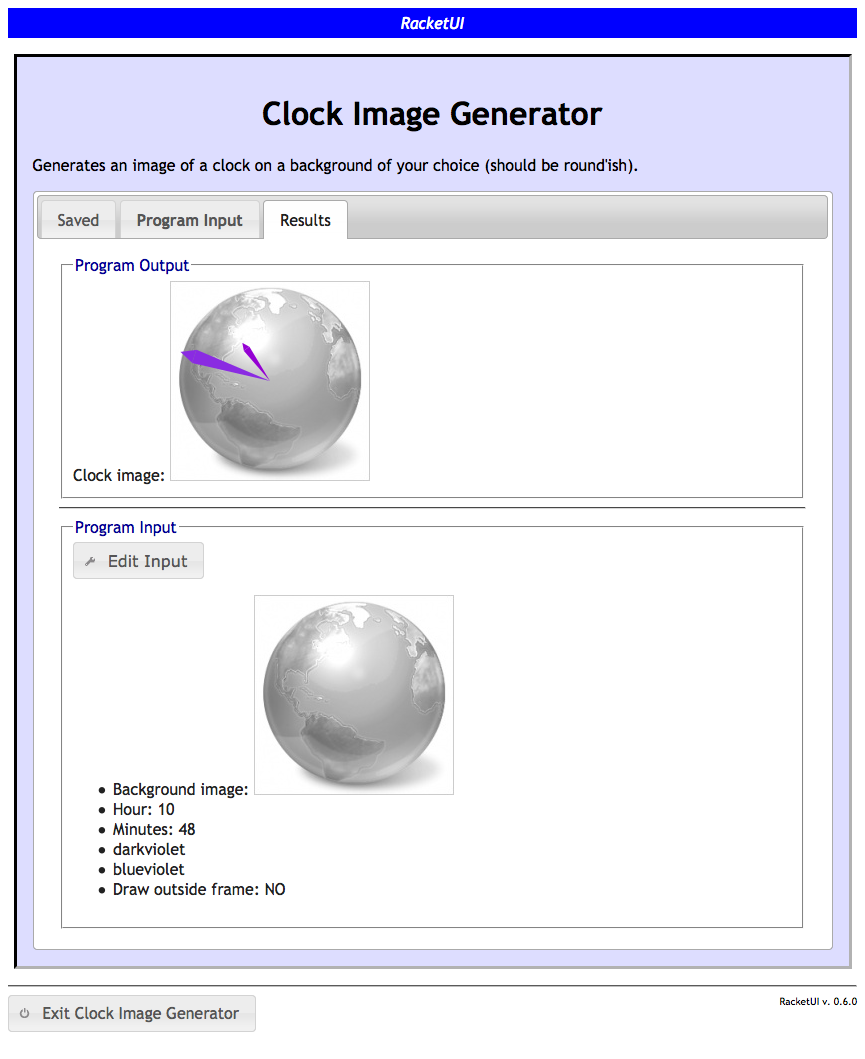 RacketUI
Clock Image Generator
Generates an image of a clock on a background of your choice (should be round'ish).
Saved Program Input Results
Program Output
Clock image:
Program Input
Edit Input
Background image:
Hour: 10
Minutes: 48
darkviolet
blueviolet
Draw outside frame: NO
RacketUI v. 0.6.0
Exit Clock Image Generator